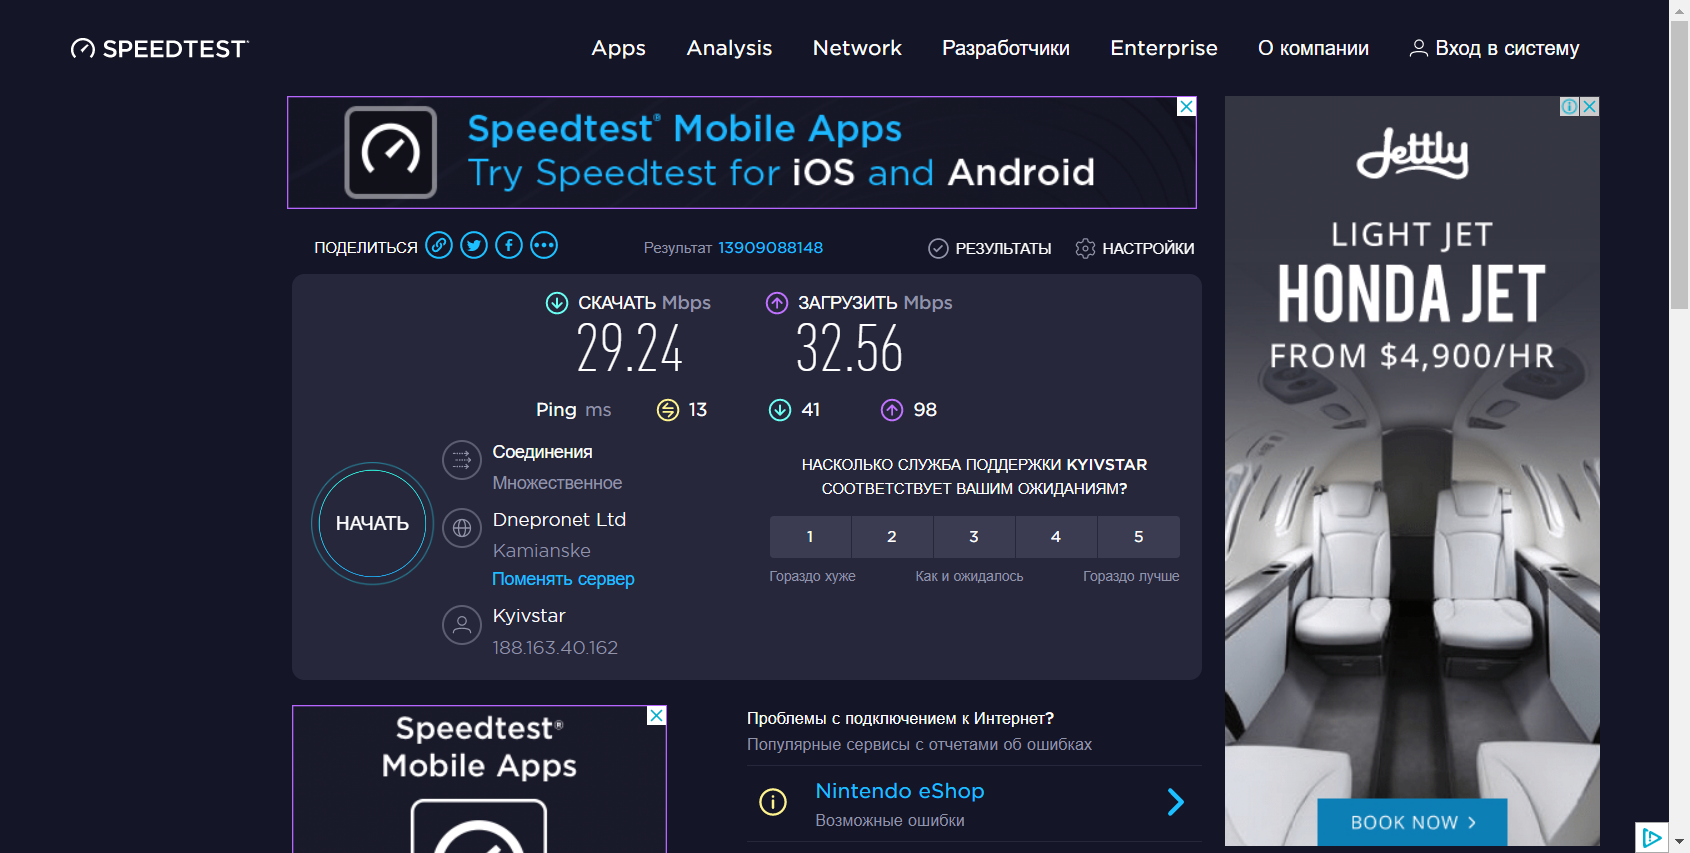 SPEEDTEST
Apps Analysis Network Разработчики Enterprise О компании Вход в систему
Speedtest® Mobile Apps
Try Speedtest for iOS and Android
ПОДЕЛИТЬСЯ Результат 13909088148 РЕЗУЛЬТАТЫ НАСТРОЙКИ
СКАЧАТЬ Mbps ЗАГРУЗИТЬ Mbps
29.24 32.56
Ping ms 13 41 98
НАЧАТЬ
Соединения
Множественное
Dnepronet Ltd
Kamianske
Поменять сервер
Kyivstar
188.163.40.162
НАСКОЛЬКО СЛУЖБА ПОДДЕРЖКИ KYIVSTAR
СООТВЕТСТВУЕТ ВАШИМ ОЖИДАНИЯМ?
1 2 3 4 5
Гораздо хуже Как и ожидалось Гораздо лучше
Speedtest®
Mobile Apps
Проблемы с подключением к Интернет?
Популярные сервисы с отчетами об ошибках
Nintendo eShop
Возможные ошибки
Jettly
LIGHT JET
HONDA JET
FROM $4,900/HR
BOOK NOW >